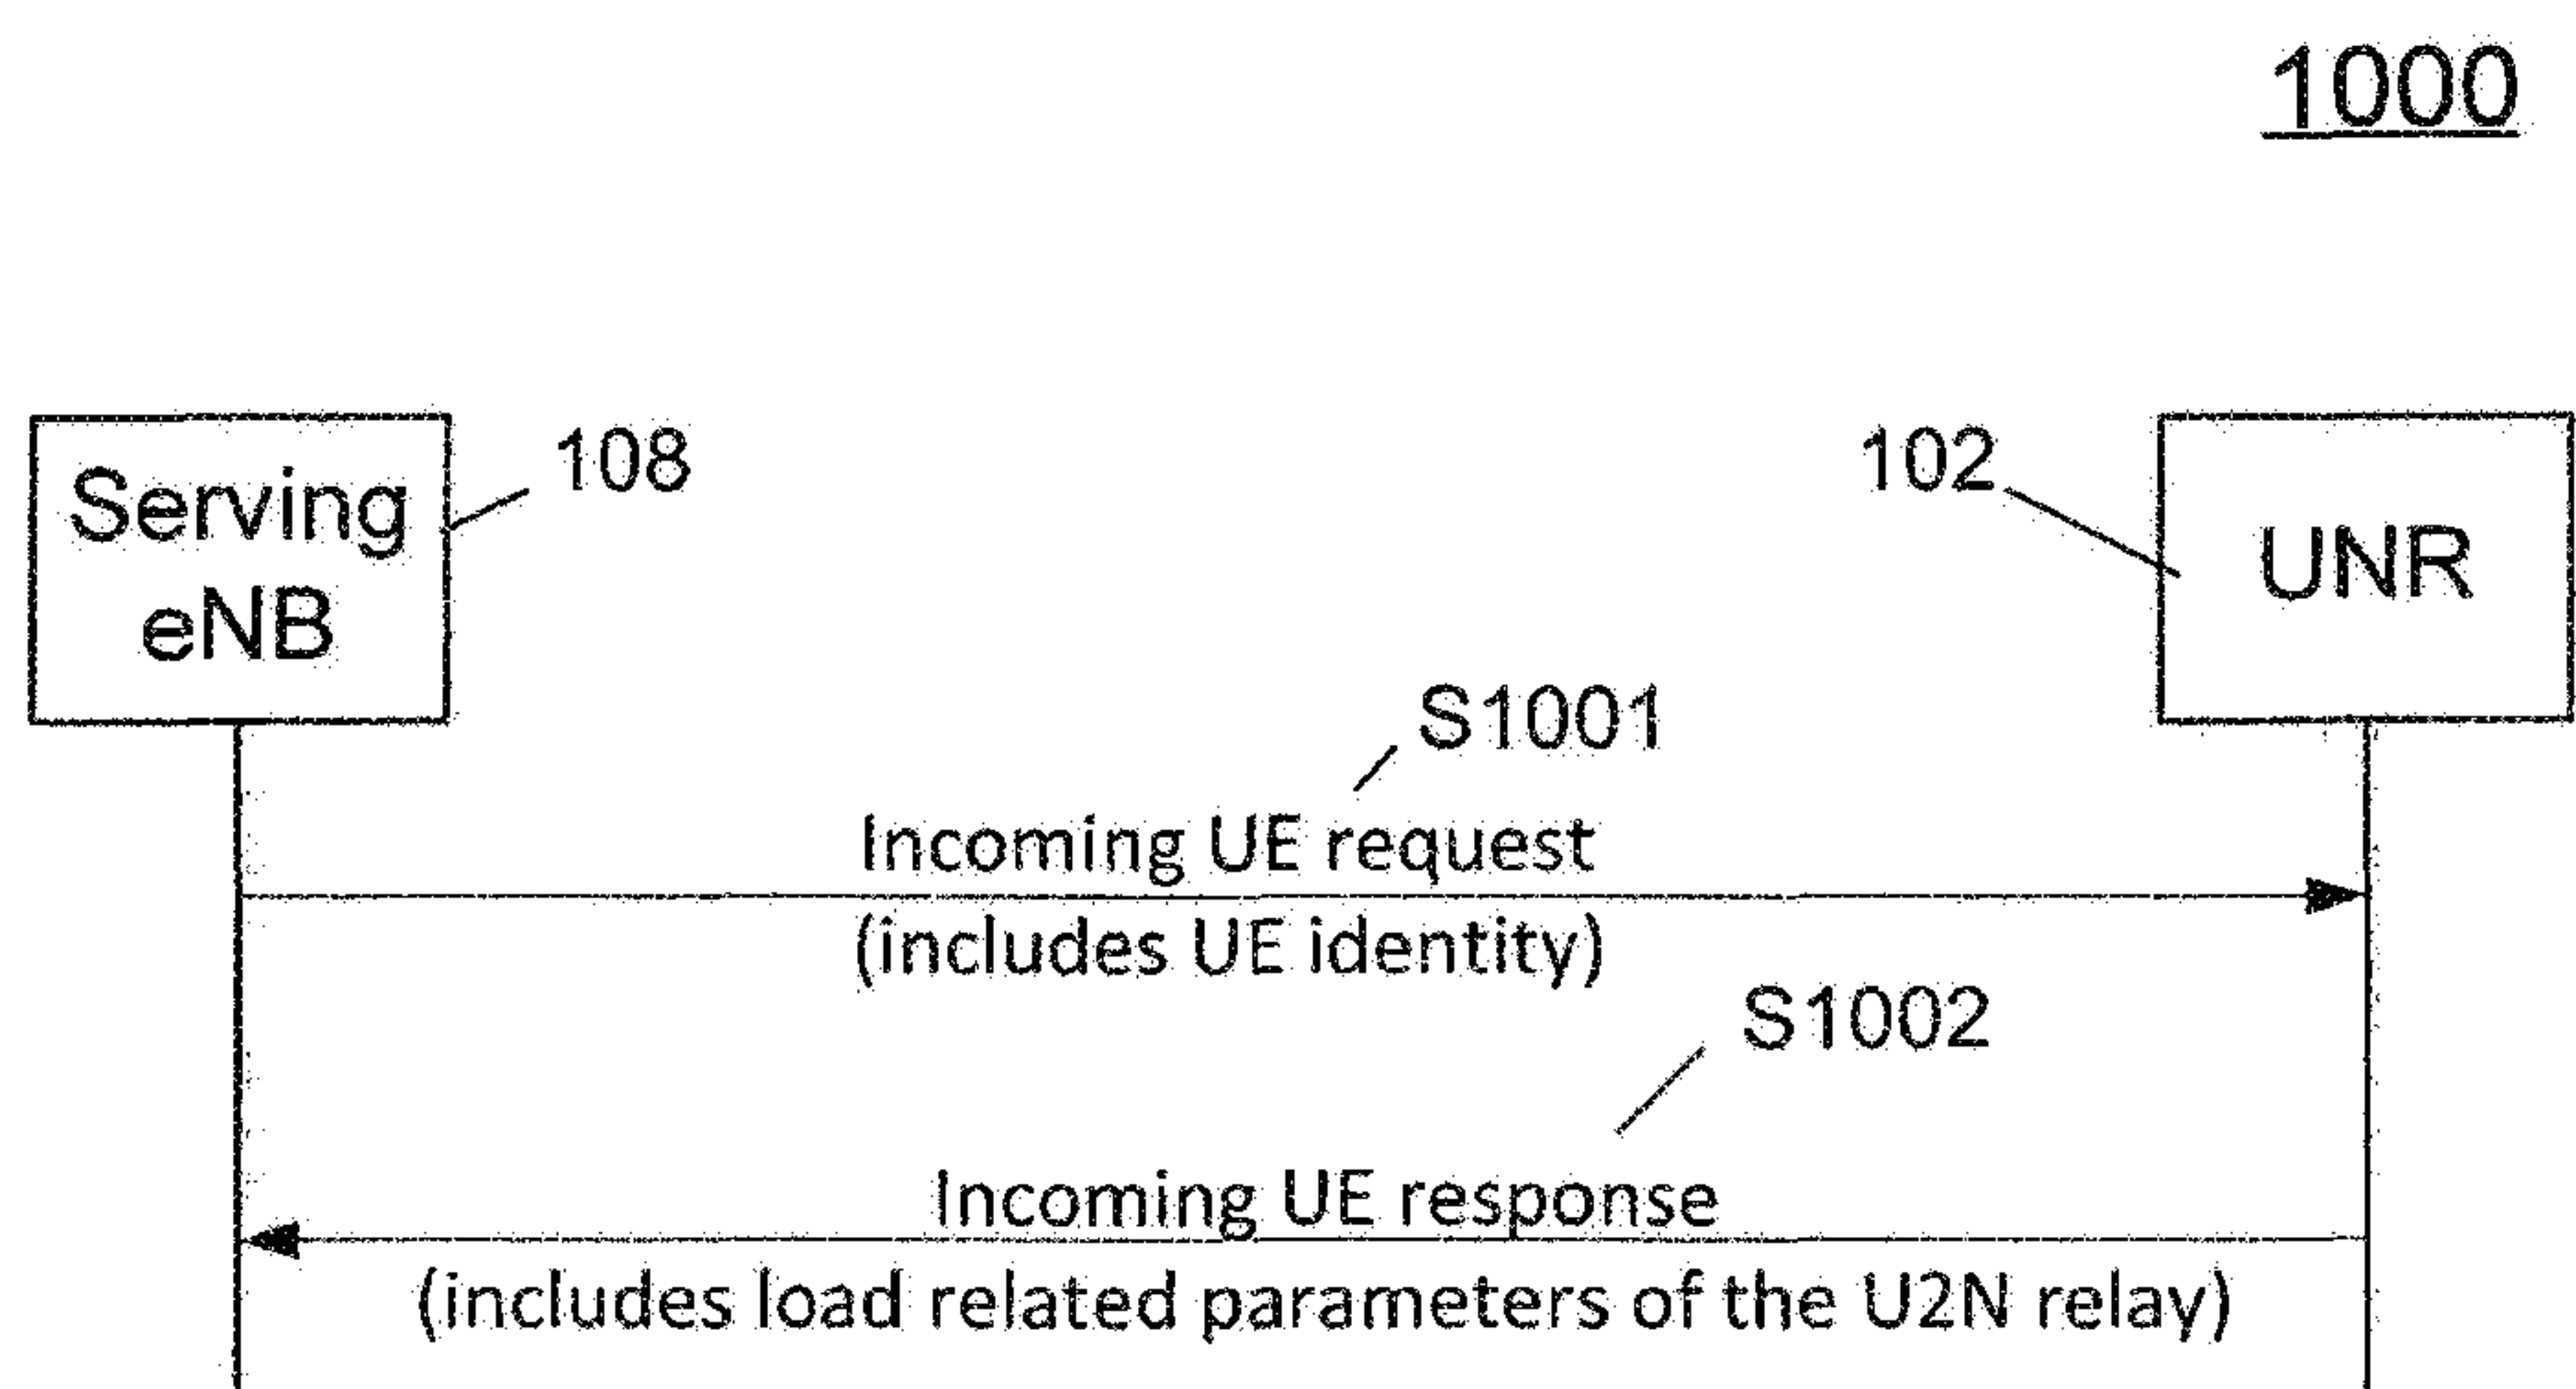 1000
Serving
eNB
108
102
UNR
S1001
Incoming UE request
(includes UE identity)
S1002
Incoming UE response
(includes load related parameters of the U2N relay)